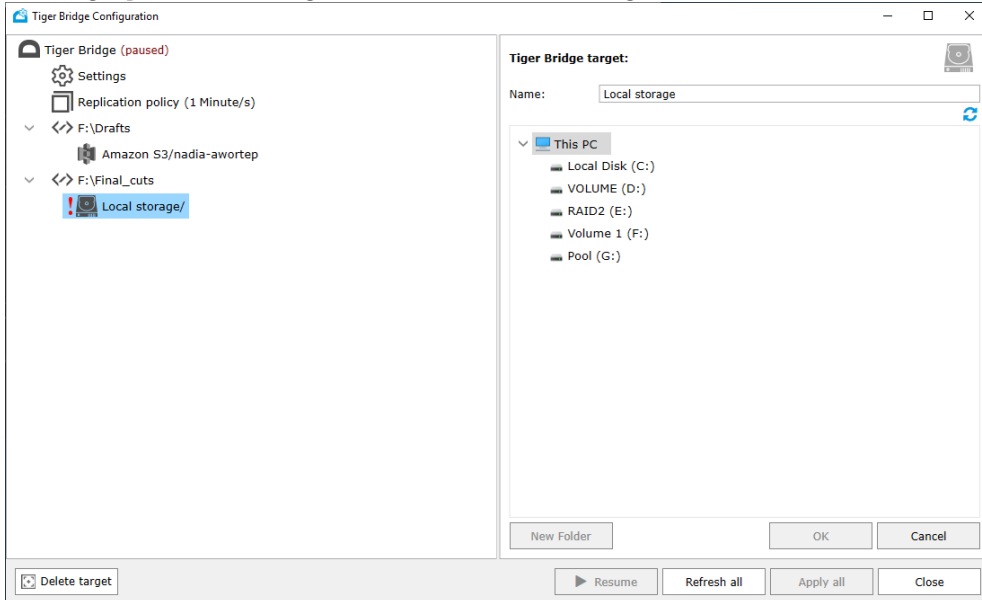 Tiger Bridge Configuration
Tiger Bridge (paused)
Settings
Replication policy (1 Minute/s)
F:\Drafts
Amazon S3/nadia-awortep
F:\Final_cuts
! Local storage/
Tiger Bridge target:
Name: Local storage
This PC
Local Disk (C:)
VOLUME (D:)
RAID2 (E:)
Volume 1 (F:)
Pool (G:)
New Folder OK Cancel
Delete target Resume Refresh all Apply all Close